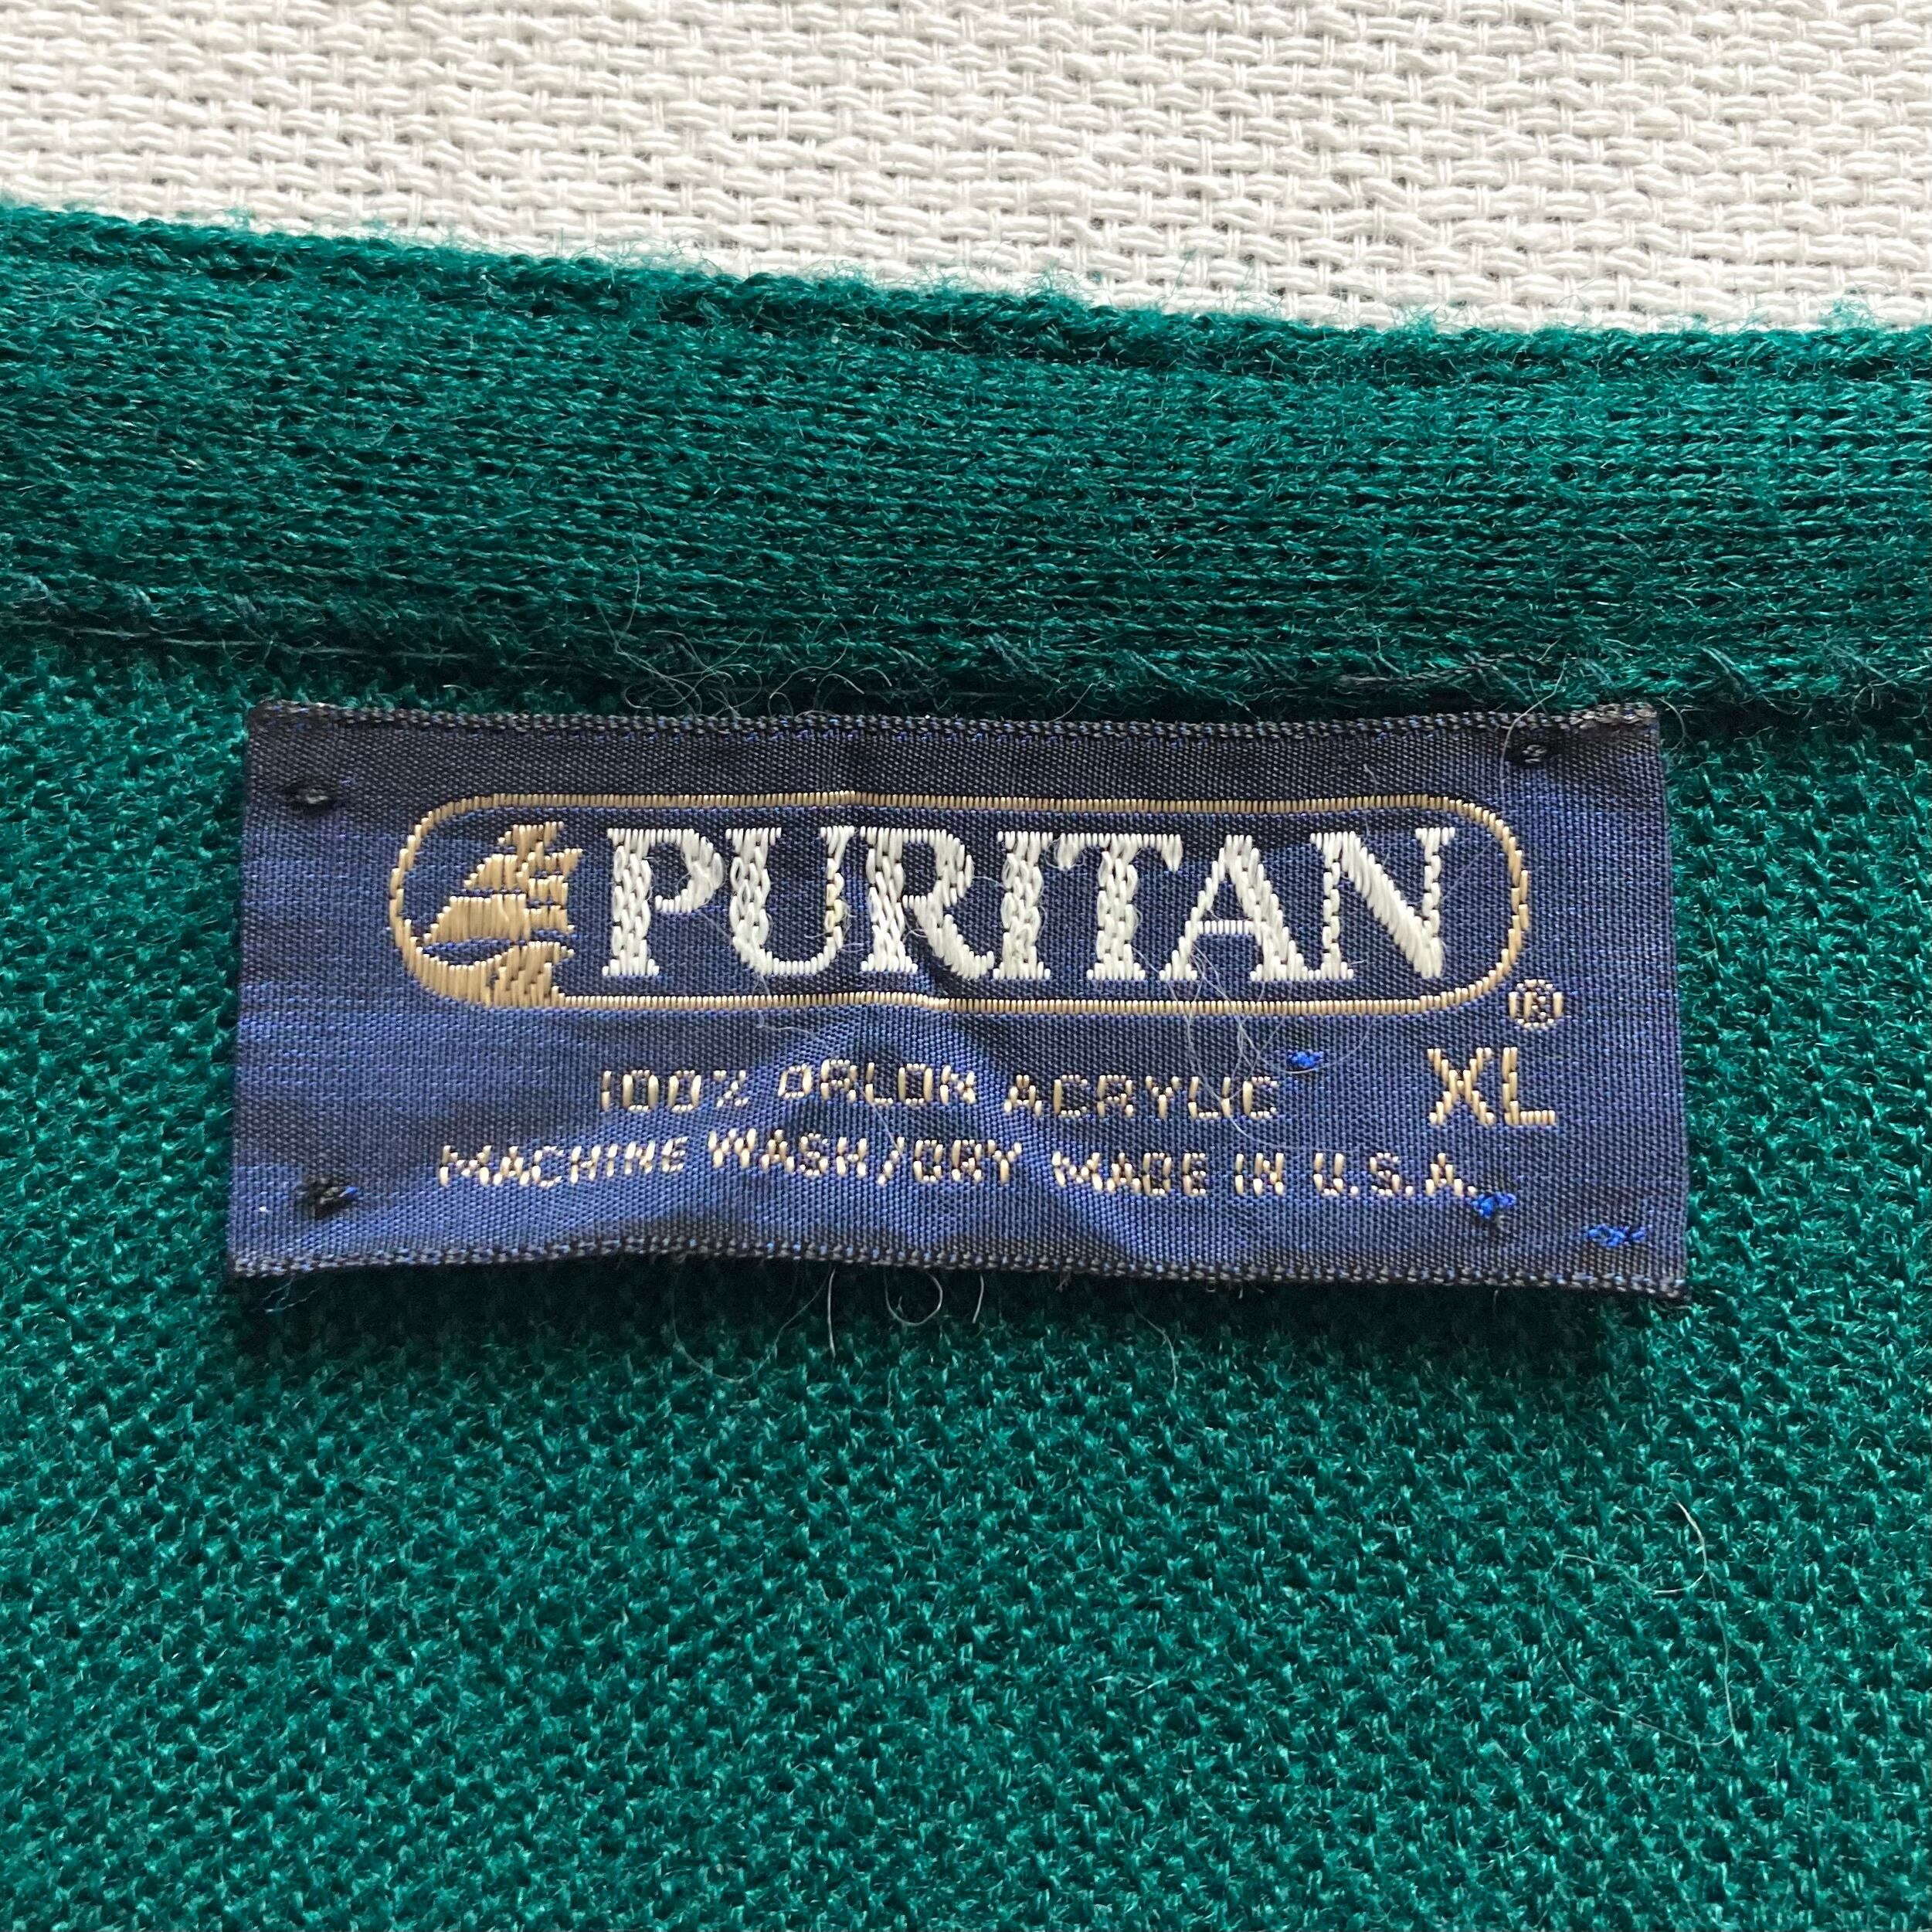 PURITAN®
100% ORLON ACRYLIC XL
MACHINE WASH/DRY MADE IN U.S.A.